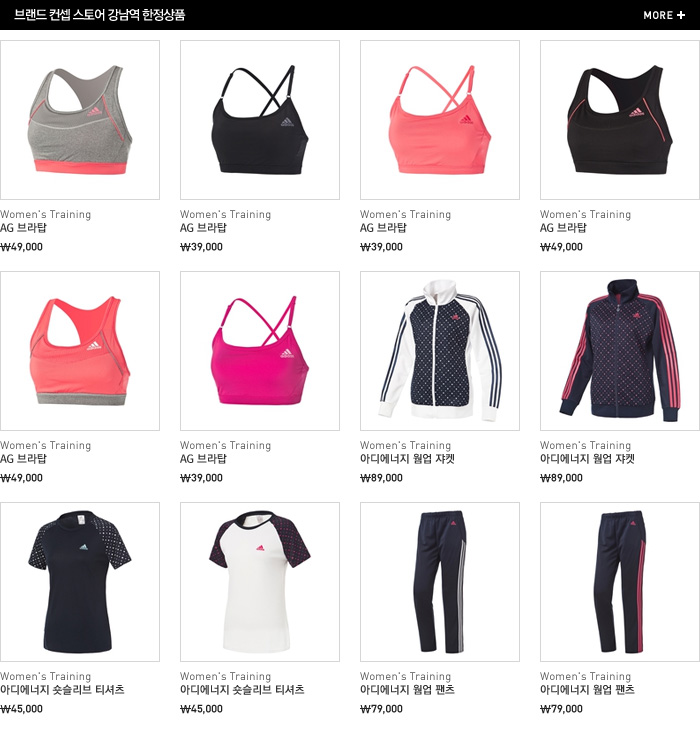 브랜드 컨셉 스토어 강남역 한정상품
MORE +
Women's Training
AG 브라탑
₩49,000
Women's Training
AG 브라탑
₩39,000
Women's Training
AG 브라탑
₩39,000
Women's Training
AG 브라탑
₩49,000
Women's Training
AG 브라탑
₩49,000
Women's Training
AG 브라탑
₩39,000
Women's Training
아디에너지 웜업 쟈켓
₩89,000
Women's Training
아디에너지 웜업 쟈켓
₩89,000
Women's Training
아디에너지 숏슬리브 티셔츠
₩45,000
Women's Training
아디에너지 숏슬리브 티셔츠
₩45,000
Women's Training
아디에너지 웜업 팬츠
₩79,000
Women's Training
아디에너지 웜업 팬츠
₩79,000